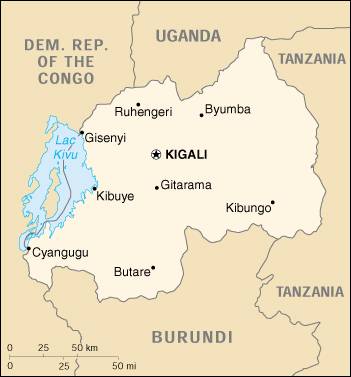 UGANDA
DEM. REP.
OF THE
CONGO
TANZANIA
Ruhengeri
Byumba
Gisenyi
Lac
Kivu
KIGALI
Gitarama
Kibuye
Kibungo
Cyangugu
Butare
TANZANIA
BURUNDI
0 25 50 km
0 25 50 mi